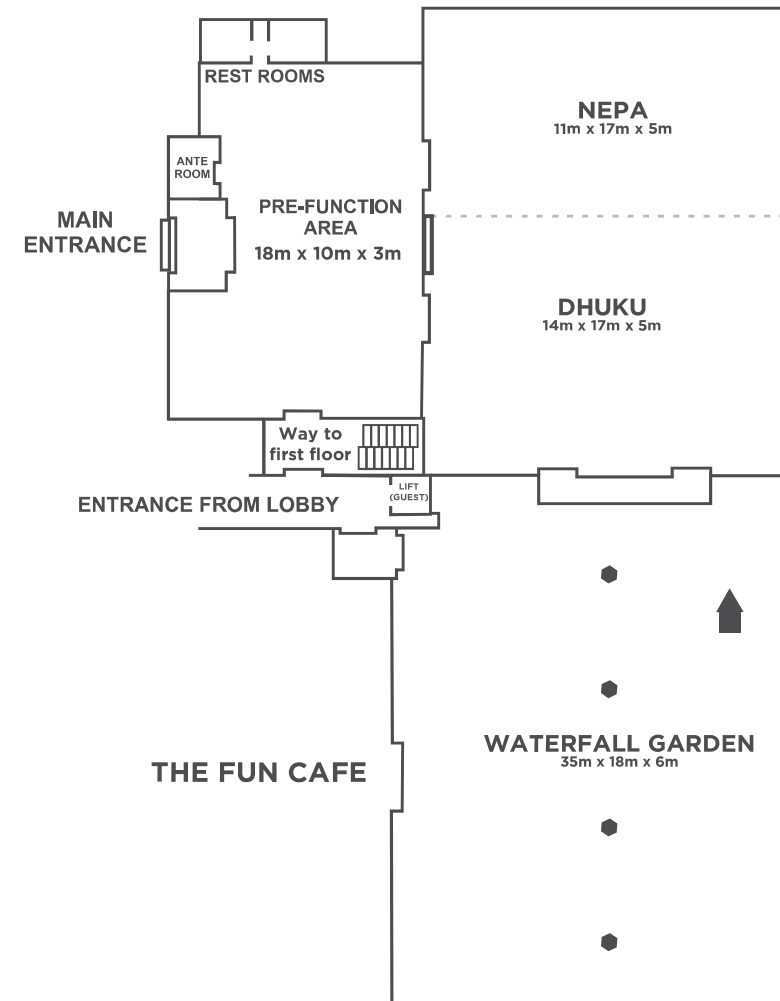 REST ROOMS
NEPA
11m x 17m x 5m
ANTE
ROOM
MAIN
ENTRANCE
PRE-FUNCTION
AREA
18m x 10m x 3m
DHUKU
14m x 17m x 5m
Way to
first floor
LIFT
(GUEST)
ENTRANCE FROM LOBBY
WATERFALL GARDEN
35m x 18m x 6m
THE FUN CAFE